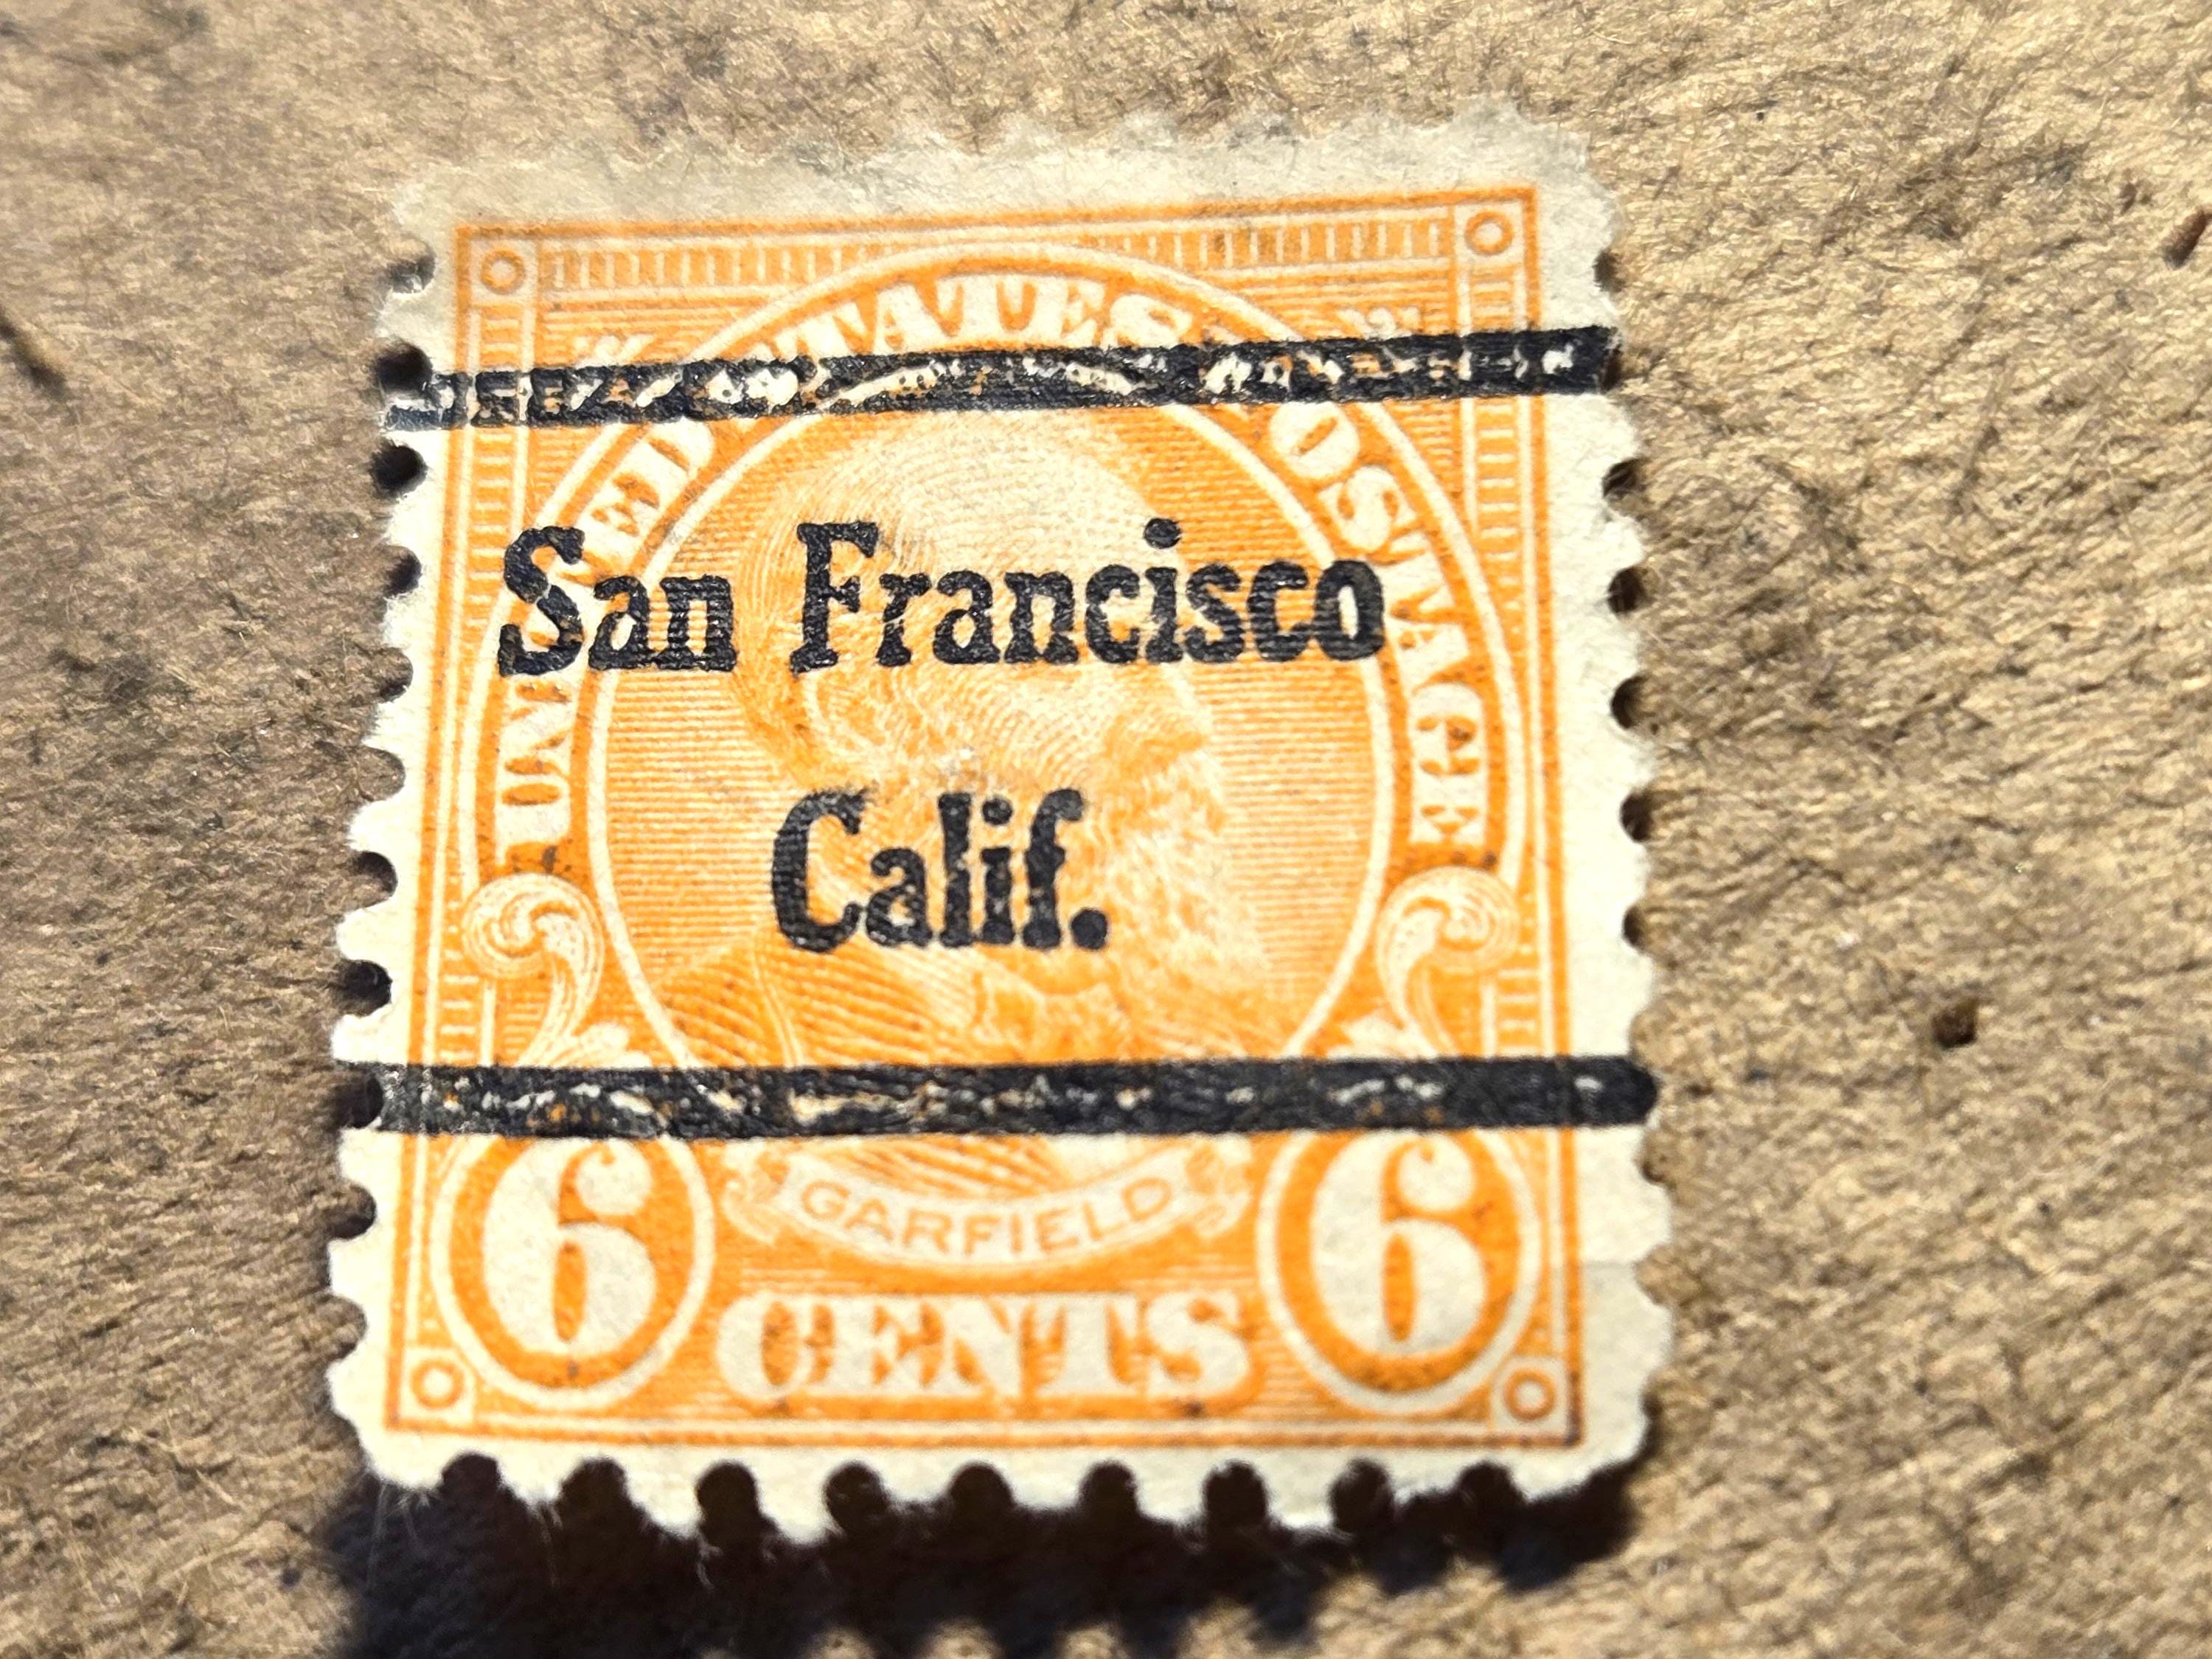 UNITED STATES POSTAGE
San Francisco
Calif.
GARFIELD
6 CENTS 6